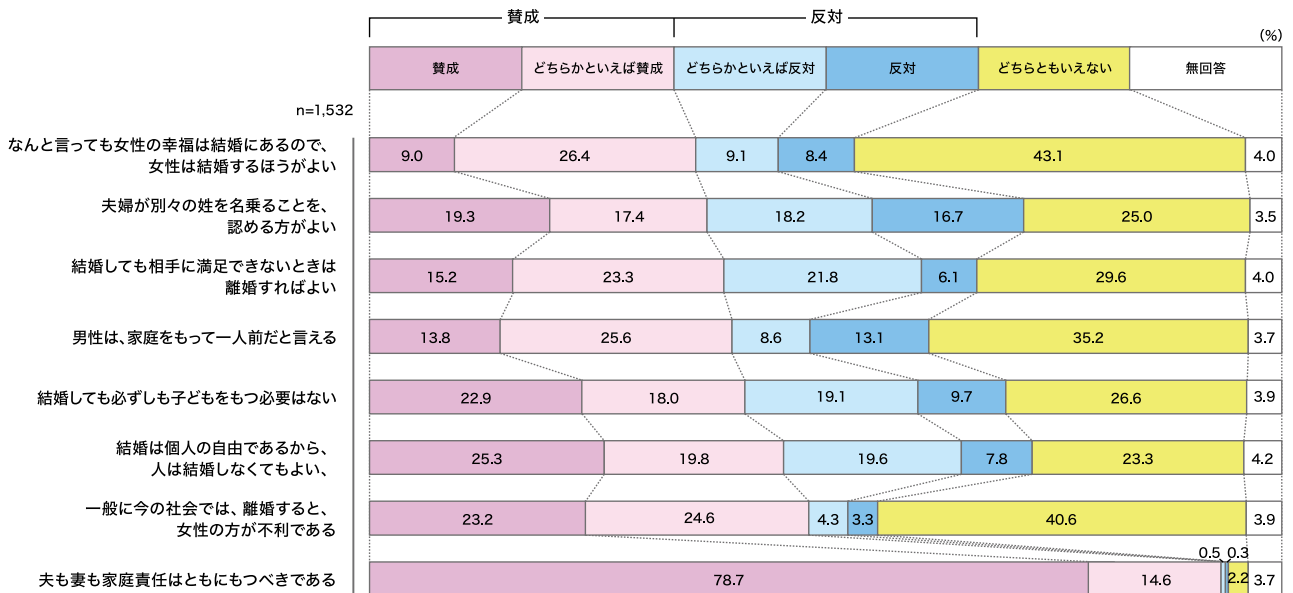 賛成 反対
(%)
賛成 どちらかといえば賛成 どちらかといえば反対 反対 どちらともいえない 無回答
n=1,532
なんと言っても女性の幸福は結婚にあるので、
女性は結婚するほうがよい
9.0 26.4 9.1 8.4 43.1 4.0
夫婦が別々の姓を名乗ることを、
認める方がよい
19.3 17.4 18.2 16.7 25.0 3.5
結婚しても相手に満足できないときは
離婚すればよい
15.2 23.3 21.8 6.1 29.6 4.0
男性は、家庭をもって一人前だと言える
13.8 25.6 8.6 13.1 35.2 3.7
結婚しても必ずしも子どもをもつ必要はない
22.9 18.0 19.1 9.7 26.6 3.9
結婚は個人の自由であるから、
人は結婚しなくてもよい、
25.3 19.8 19.6 7.8 23.3 4.2
一般に今の社会では、離婚すると、
女性の方が不利である
23.2 24.6 4.3 3.3 40.6 3.9
夫も妻も家庭責任はともにもつべきである
78.7 14.6 0.5 0.3 2.2 3.7